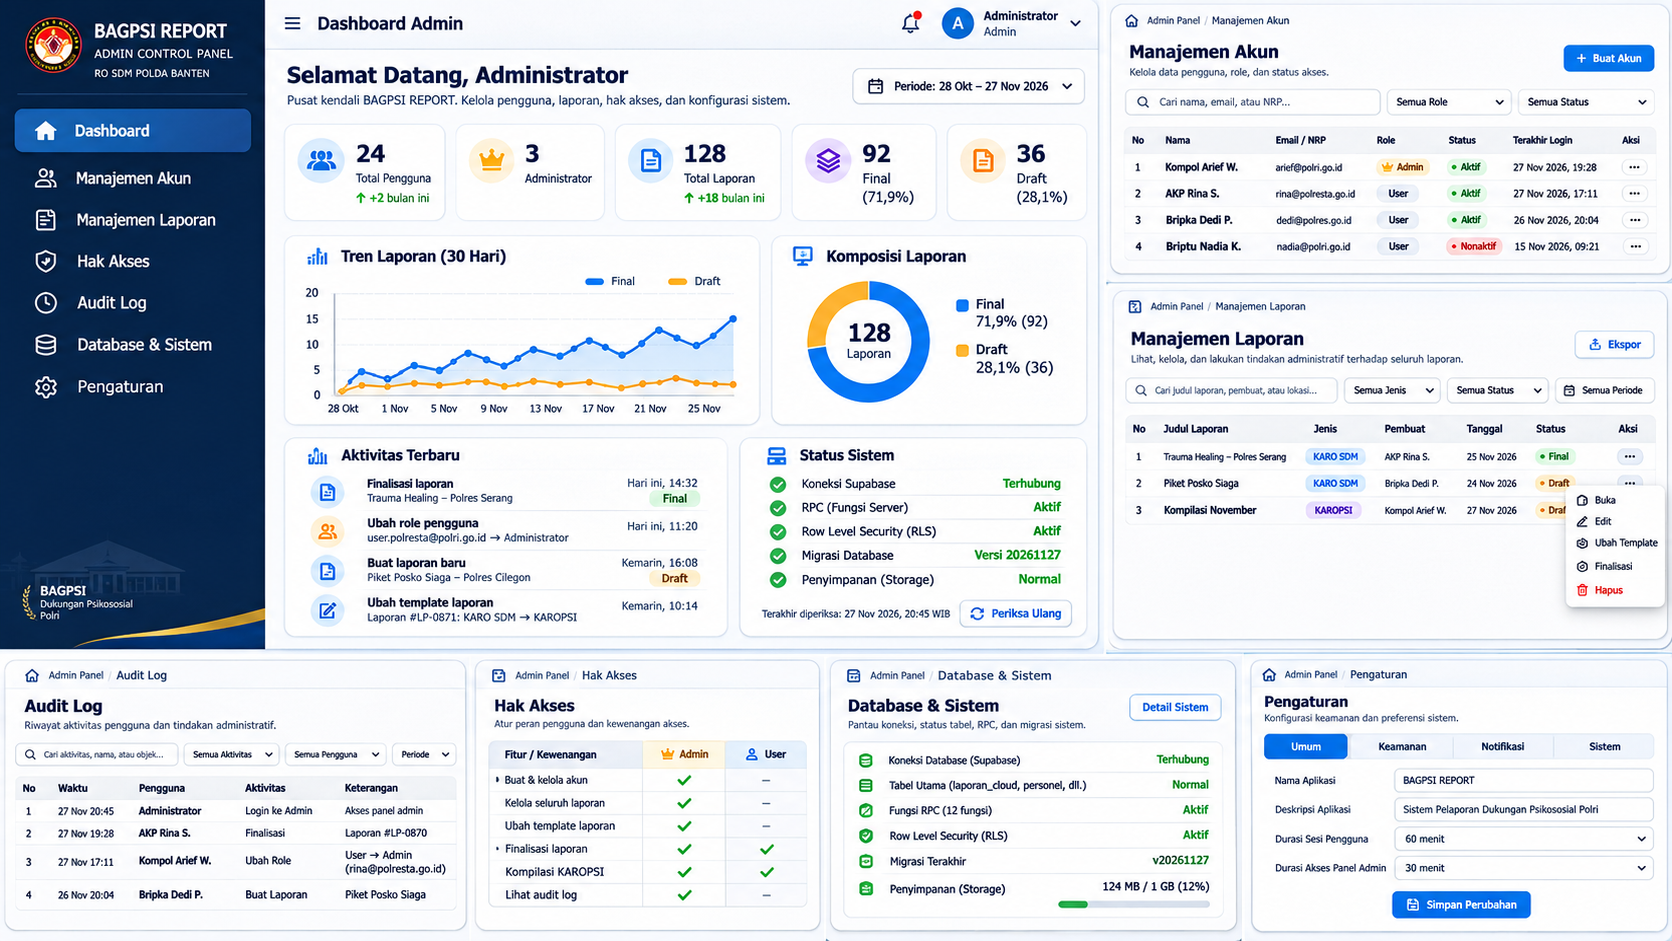 BAGPSI REPORT
ADMIN CONTROL PANEL
RO SDM POLDA BANTEN
Dashboard
Manajemen Akun
Manajemen Laporan
Hak Akses
Audit Log
Database & Sistem
Pengaturan
BAGPSI
Dukungan Psikososial
Polri
Dashboard Admin
A
Administrator
Admin
Selamat Datang, Administrator
Pusat kendali BAGPSI REPORT. Kelola pengguna, laporan, hak akses, dan konfigurasi sistem.
Periode: 28 Okt – 27 Nov 2026
24
Total Pengguna
+2 bulan ini
3
Administrator
128
Total Laporan
+18 bulan ini
92
Final
(71,9%)
36
Draft
(28,1%)
Tren Laporan (30 Hari)
Final Draft
20
15
10
5
0
28 Okt 1 Nov 5 Nov 9 Nov 13 Nov 17 Nov 21 Nov 25 Nov
Komposisi Laporan
128
Laporan
Final
71,9% (92)
Draft
28,1% (36)
Aktivitas Terbaru
Finalisasi laporan Hari ini, 14:32
Trauma Healing – Polres Serang Final
Ubah role pengguna Hari ini, 11:20
user.polresta@polri.go.id → Administrator
Buat laporan baru Kemarin, 16:08
Piket Posko Siaga – Polres Cilegon Draft
Ubah template laporan Kemarin, 10:14
Laporan #LP-0871: KARO SDM → KAROPSI
Status Sistem
Koneksi Supabase Terhubung
RPC (Fungsi Server) Aktif
Row Level Security (RLS) Aktif
Migrasi Database Versi 20261127
Penyimpanan (Storage) Normal
Terakhir diperiksa: 27 Nov 2026, 20:45 WIB Periksa Ulang
Admin Panel / Manajemen Akun
Manajemen Akun
Kelola data pengguna, role, dan status akses.
+ Buat Akun
Cari nama, email, atau NRP... Semua Role Semua Status
No Nama Email / NRP Role Status Terakhir Login Aksi
1 Kompol Arief W. arief@polri.go.id Admin Aktif 27 Nov 2026, 19:28 ...
2 AKP Rina S. rina@polresta.go.id User Aktif 27 Nov 2026, 17:11 ...
3 Bripka Dedi P. dedi@polres.go.id User Aktif 26 Nov 2026, 20:04 ...
4 Briptu Nadia K. nadia@polri.go.id User Nonaktif 15 Nov 2026, 09:21 ...
Admin Panel / Manajemen Laporan
Manajemen Laporan
Lihat, kelola, dan lakukan tindakan administratif terhadap seluruh laporan.
Ekspor
Cari judul laporan, pembuat, atau lokasi... Semua Jenis Semua Status Semua Periode
No Judul Laporan Jenis Pembuat Tanggal Status Aksi
1 Trauma Healing – Polres Serang KARO SDM AKP Rina S. 25 Nov 2026 Final ...
2 Piket Posko Siaga KARO SDM Bripka Dedi P. 24 Nov 2026 Draft ...
3 Kompilasi November KAROPSI Kompol Arief W. 27 Nov 2026 Draf
Buka
Edit
Ubah Template
Finalisasi
Hapus
Admin Panel / Audit Log
Audit Log
Riwayat aktivitas pengguna dan tindakan administratif.
Cari aktivitas, nama, atau objek... Semua Aktivitas Semua Pengguna Periode
No Waktu Pengguna Aktivitas Keterangan
1 27 Nov 20:45 Administrator Login ke Admin Akses panel admin
2 27 Nov 19:28 AKP Rina S. Finalisasi Laporan #LP-0870
3 27 Nov 17:11 Kompol Arief W. Ubah Role User → Admin
(rina@polresta.go.id)
4 26 Nov 20:04 Bripka Dedi P. Buat Laporan Piket Posko Siaga
Admin Panel / Hak Akses
Hak Akses
Atur peran pengguna dan kewenangan akses.
Fitur / Kewenangan Admin User
Buat & kelola akun ✓ –
Kelola seluruh laporan ✓ –
Ubah template laporan ✓ –
Finalisasi laporan ✓ ✓
Kompilasi KAROPSI ✓ ✓
Lihat audit log ✓ –
Admin Panel / Database & Sistem
Database & Sistem
Pantau koneksi, status tabel, RPC, dan migrasi sistem.
Detail Sistem
Koneksi Database (Supabase) Terhubung
Tabel Utama (laporan_cloud, personel, dll.) Normal
Fungsi RPC (12 fungsi) Aktif
Row Level Security (RLS) Aktif
Migrasi Terakhir v20261127
Penyimpanan (Storage) 124 MB / 1 GB (12%)
Admin Panel / Pengaturan
Pengaturan
Konfigurasi keamanan dan preferensi sistem.
Umum Keamanan Notifikasi Sistem
Nama Aplikasi BAGPSI REPORT
Deskripsi Aplikasi Sistem Pelaporan Dukungan Psikososial Polri
Durasi Sesi Pengguna 60 menit
Durasi Akses Panel Admin 30 menit
Simpan Perubahan